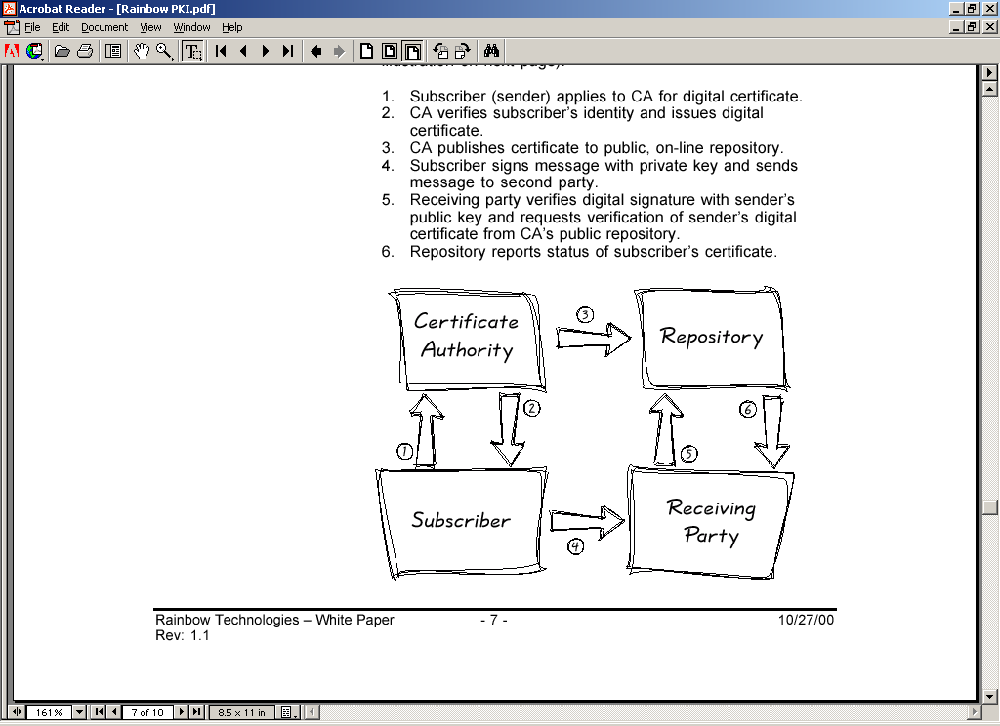 Acrobat Reader - [Rainbow PKI.pdf]
File Edit Document View Window Help
illustration on next page).
1. Subscriber (sender) applies to CA for digital certificate.
2. CA verifies subscriber's identity and issues digital
certificate.
3. CA publishes certificate to public, on-line repository.
4. Subscriber signs message with private key and sends
message to second party.
5. Receiving party verifies digital signature with sender's
public key and requests verification of sender's digital
certificate from CA's public repository.
6. Repository reports status of subscriber's certificate.
Certificate
Authority
3
Repository
1
2
5
6
Subscriber
4
Receiving
Party
Rainbow Technologies – White Paper - 7 - 10/27/00
Rev: 1.1
161% 7 of 10 8.5 x 11 in